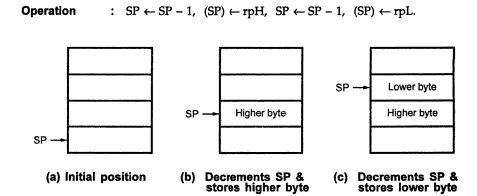 Operation : SP ← SP – 1, (SP) ← rpH, SP ← SP – 1, (SP) ← rpL.
SP
(a) Initial position
SP
Higher byte
(b) Decrements SP &
stores higher byte
SP
Lower byte
Higher byte
(c) Decrements SP &
stores lower byte